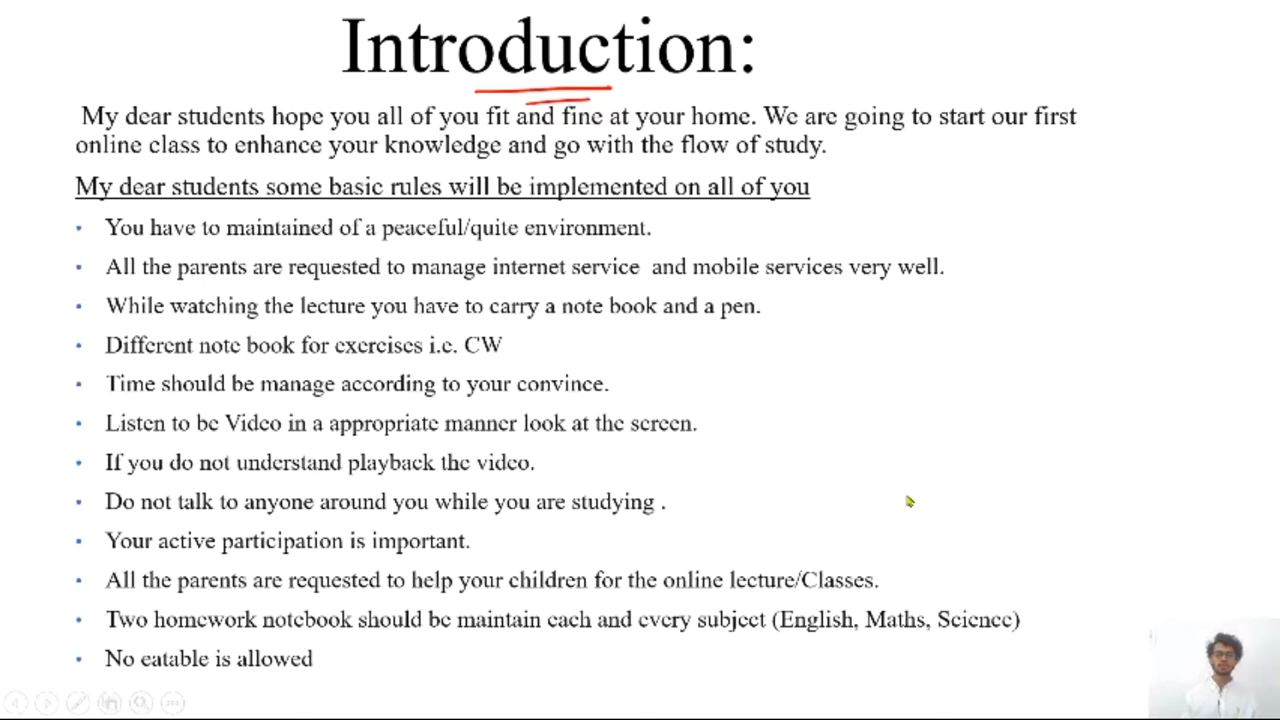 Introduction:
My dear students hope you all of you fit and fine at your home. We are going to start our first
online class to enhance your knowledge and go with the flow of study.
My dear students some basic rules will be implemented on all of you
• You have to maintained of a peaceful/quite environment.
• All the parents are requested to manage internet service and mobile services very well.
• While watching the lecture you have to carry a note book and a pen.
• Different note book for exercises i.e. CW
• Time should be manage according to your convince.
• Listen to be Video in a appropriate manner look at the screen.
• If you do not understand playback the video.
• Do not talk to anyone around you while you are studying .
• Your active participation is important.
• All the parents are requested to help your children for the online lecture/Classes.
• Two homework notebook should be maintain each and every subject (English, Maths, Science)
• No eatable is allowed